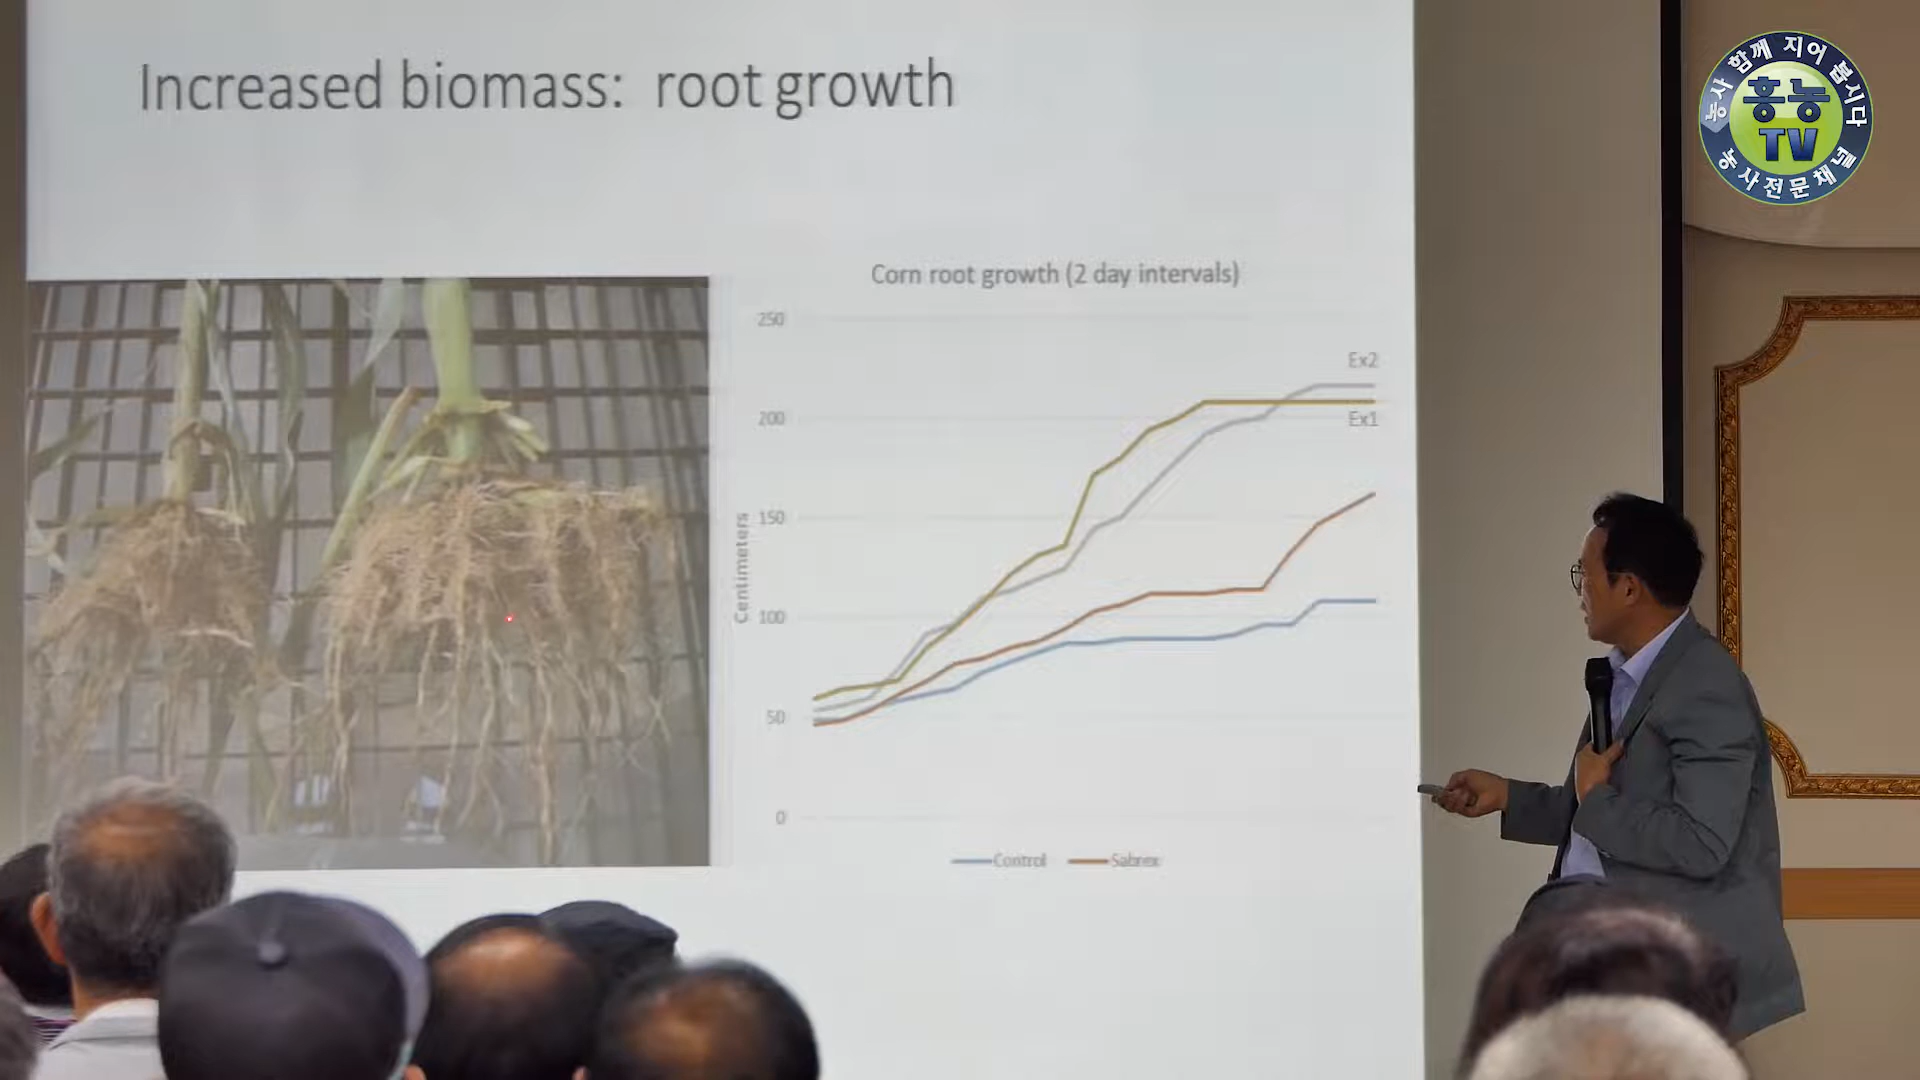 Increased biomass: root growth
농사 함께 지어 봅시다
흥농
TV
농사전문채널
Corn root growth (2 day intervals)
250
200
150
100
50
0
Centimeters
Ex2
Ex1
Control
Sabrex